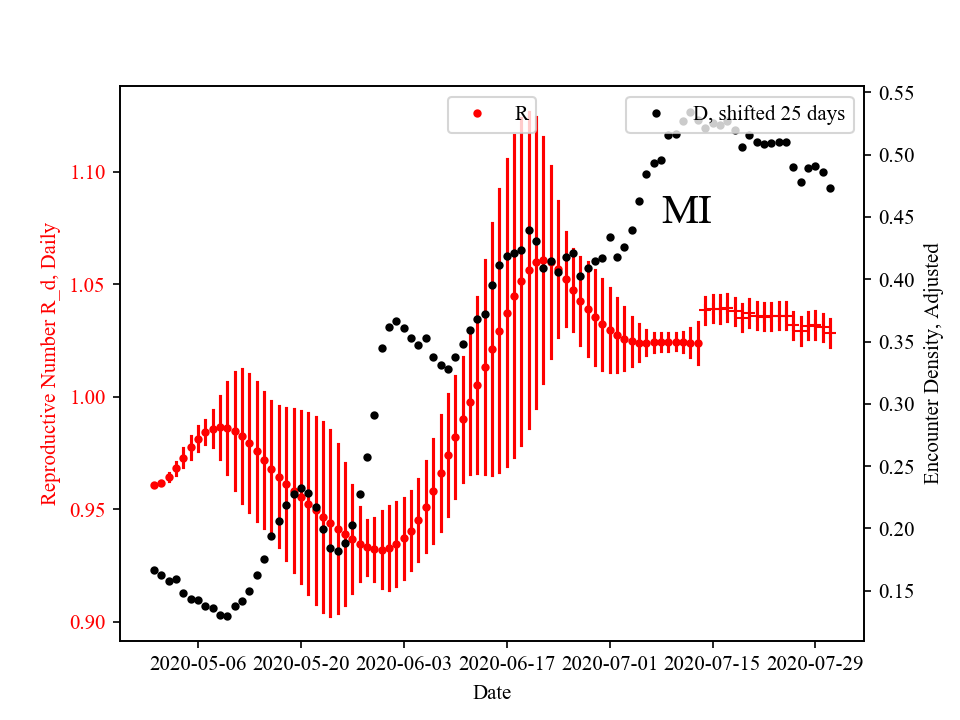 R
D, shifted 25 days
MI
Reproductive Number R_d, Daily
1.10
1.05
1.00
0.95
0.90
0.55
0.50
0.45
0.40
0.35
0.30
0.25
0.20
0.15
Encounter Density, Adjusted
2020-05-06 2020-05-20 2020-06-03 2020-06-17 2020-07-01 2020-07-15 2020-07-29
Date